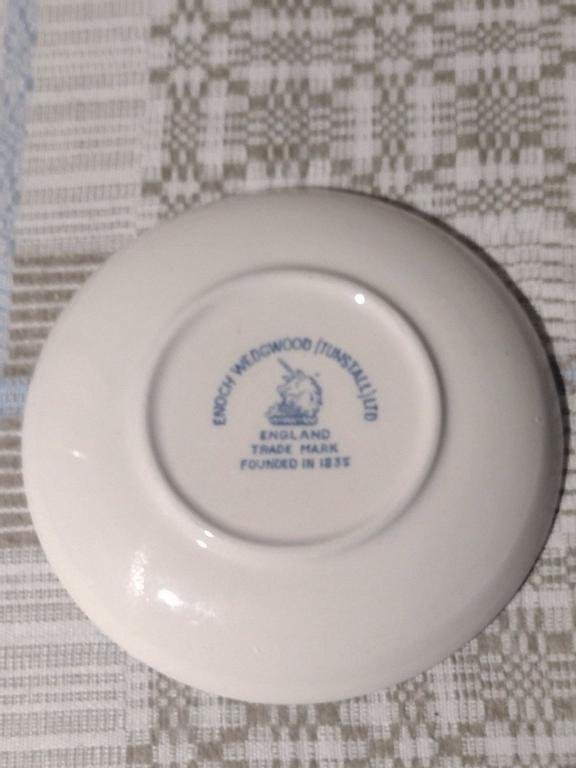 ENOCH WEDGWOOD (TUNSTALL) LTD
ENGLAND
TRADE MARK
FOUNDED IN 1835